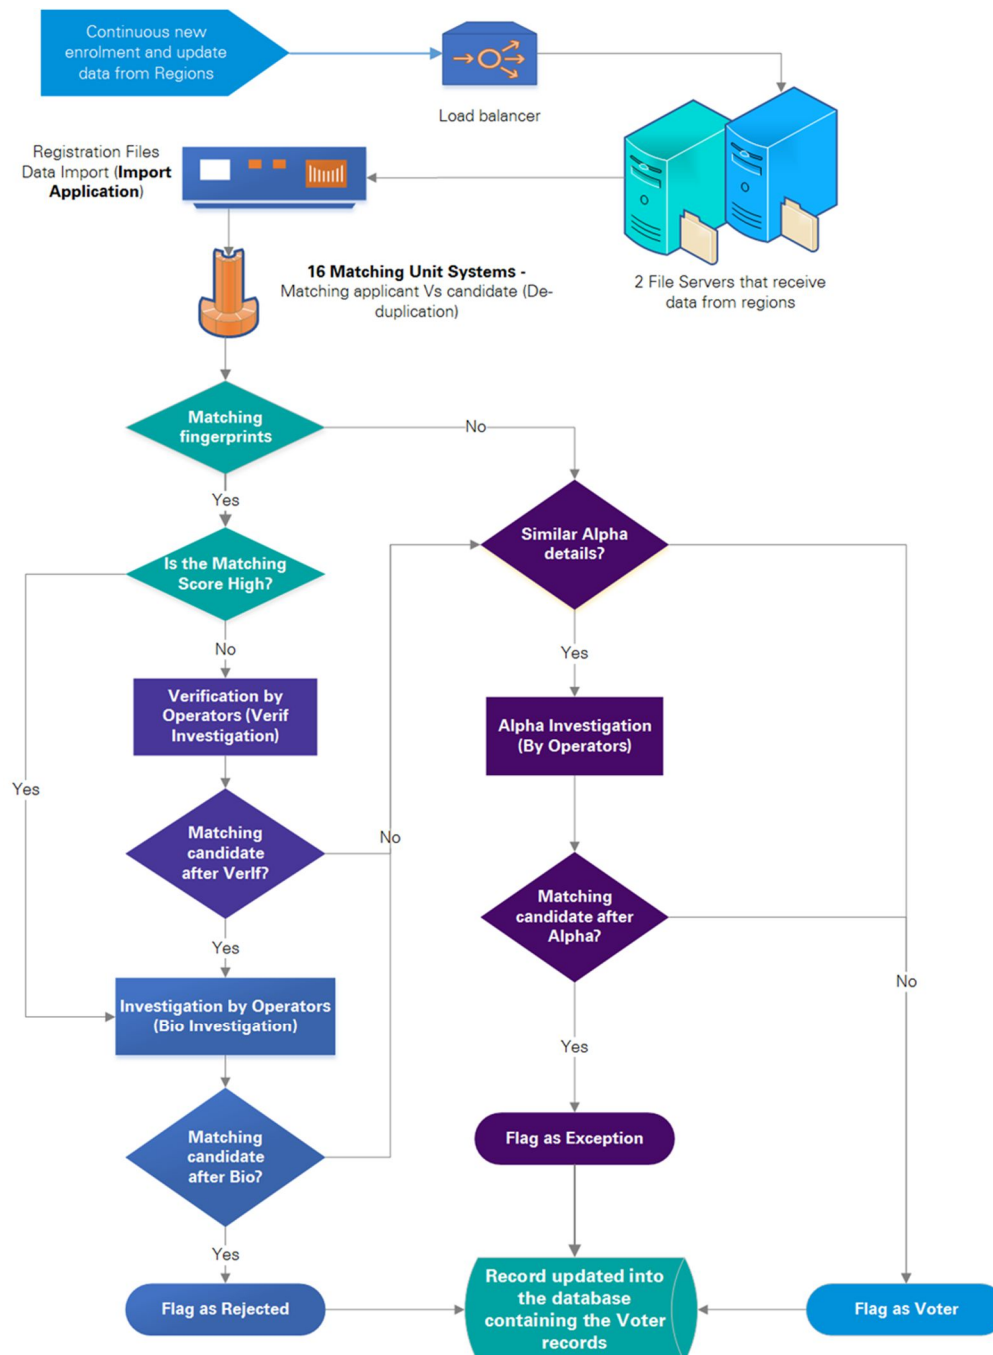 Continuous new
enrolment and update
data from Regions
Load balancer
Registration Files
Data Import (Import
Application)
2 File Servers that receive
data from regions
16 Matching Unit Systems -
Matching applicant Vs candidate (De-
duplication)
Matching
fingerprints
No
Yes
Similar Alpha
details?
Is the Matching
Score High?
No
Yes
Verification by
Operators (Verif
Investigation)
Alpha Investigation
(By Operators)
Yes
No
Matching
candidate
after VerIf?
Matching
candidate after
Alpha?
Yes
No
Investigation by Operators
(Bio Investigation)
Yes
Matching
candidate
after Bio?
Flag as Exception
Yes
Flag as Rejected
Record updated into
the database
containing the Voter
records
Flag as Voter